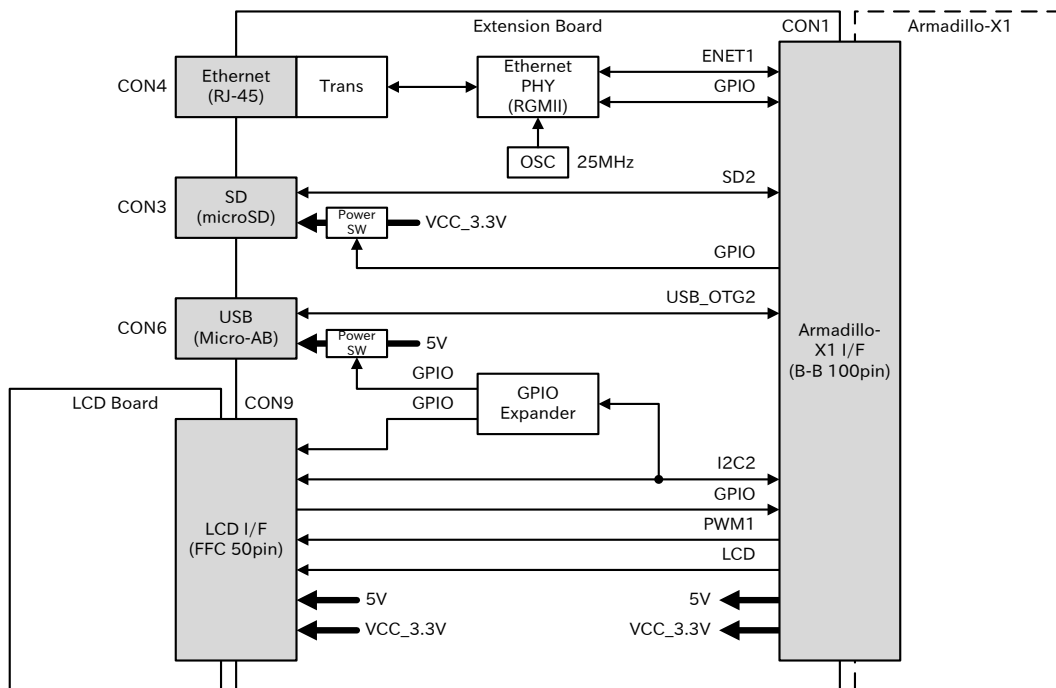 Extension Board
CON1
Armadillo-X1
CON4
Ethernet
(RJ-45)
Trans
Ethernet
PHY
(RGMII)
ENET1
GPIO
OSC
25MHz
CON3
SD
(microSD)
SD2
Power
SW
VCC_3.3V
GPIO
CON6
USB
(Micro-AB)
USB_OTG2
Power
SW
5V
GPIO
GPIO
GPIO
Expander
Armadillo-
X1 I/F
(B-B 100pin)
LCD Board
CON9
LCD I/F
(FFC 50pin)
I2C2
GPIO
PWM1
LCD
5V
VCC_3.3V
5V
VCC_3.3V